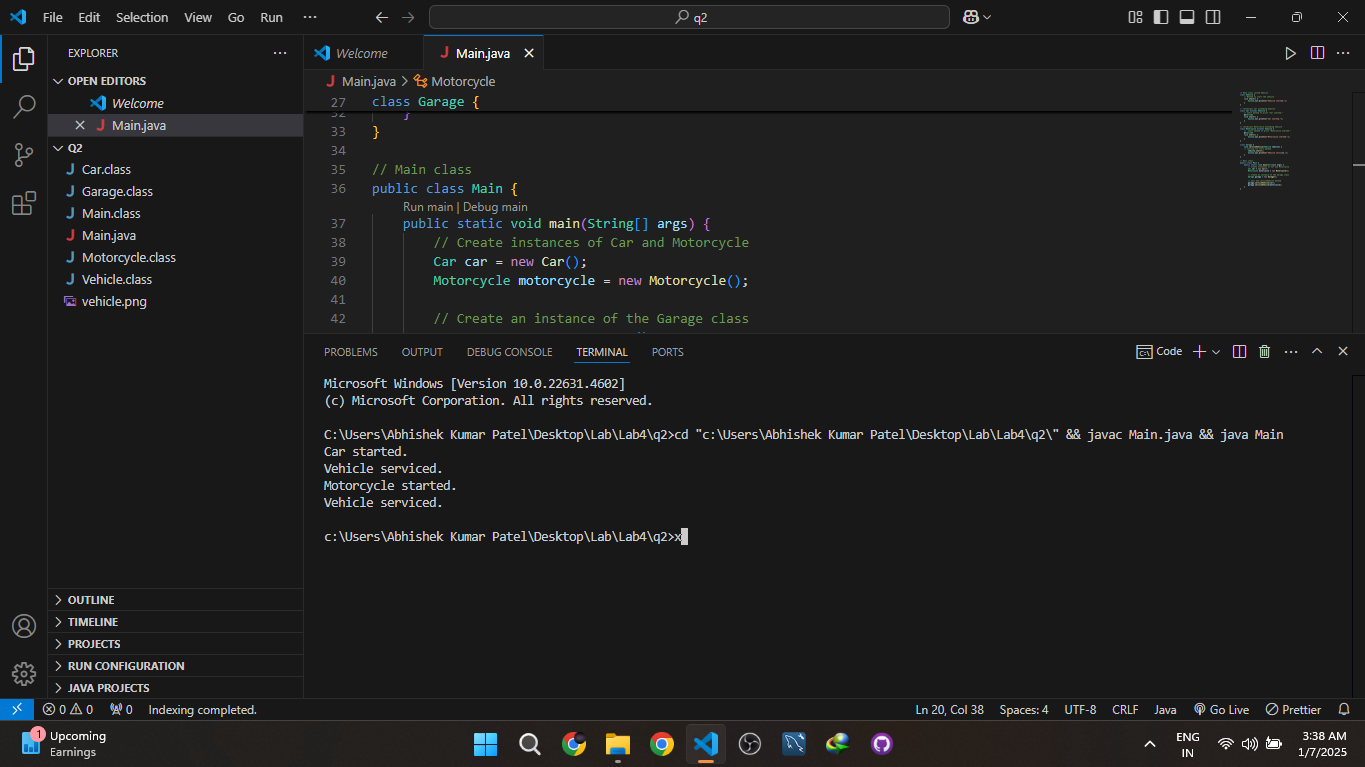 File Edit Selection View Go Run ··· q2
EXPLORER ···
OPEN EDITORS
Welcome
Main.java
Q2
Car.class
Garage.class
Main.class
Main.java
Motorcycle.class
Vehicle.class
vehicle.png
OUTLINE
TIMELINE
PROJECTS
RUN CONFIGURATION
JAVA PROJECTS
Welcome J Main.java
J Main.java > Motorcycle
27 class Garage {
32 }
33 }
34
35 // Main class
36 public class Main {
Run main | Debug main
37 public static void main(String[] args) {
38 // Create instances of Car and Motorcycle
39 Car car = new Car();
40 Motorcycle motorcycle = new Motorcycle();
41
42 // Create an instance of the Garage class
PROBLEMS OUTPUT DEBUG CONSOLE TERMINAL PORTS Code
Microsoft Windows [Version 10.0.22631.4602]
(c) Microsoft Corporation. All rights reserved.
C:\Users\Abhishek Kumar Patel\Desktop\Lab\Lab4\q2>cd "c:\Users\Abhishek Kumar Patel\Desktop\Lab\Lab4\q2\" && javac Main.java && java Main
Car started.
Vehicle serviced.
Motorcycle started.
Vehicle serviced.
c:\Users\Abhishek Kumar Patel\Desktop\Lab\Lab4\q2>x
0 0 0 Indexing completed. Ln 20, Col 38 Spaces: 4 UTF-8 CRLF Java Go Live Prettier
1 Upcoming
Earnings
ENG
IN
3:38 AM
1/7/2025